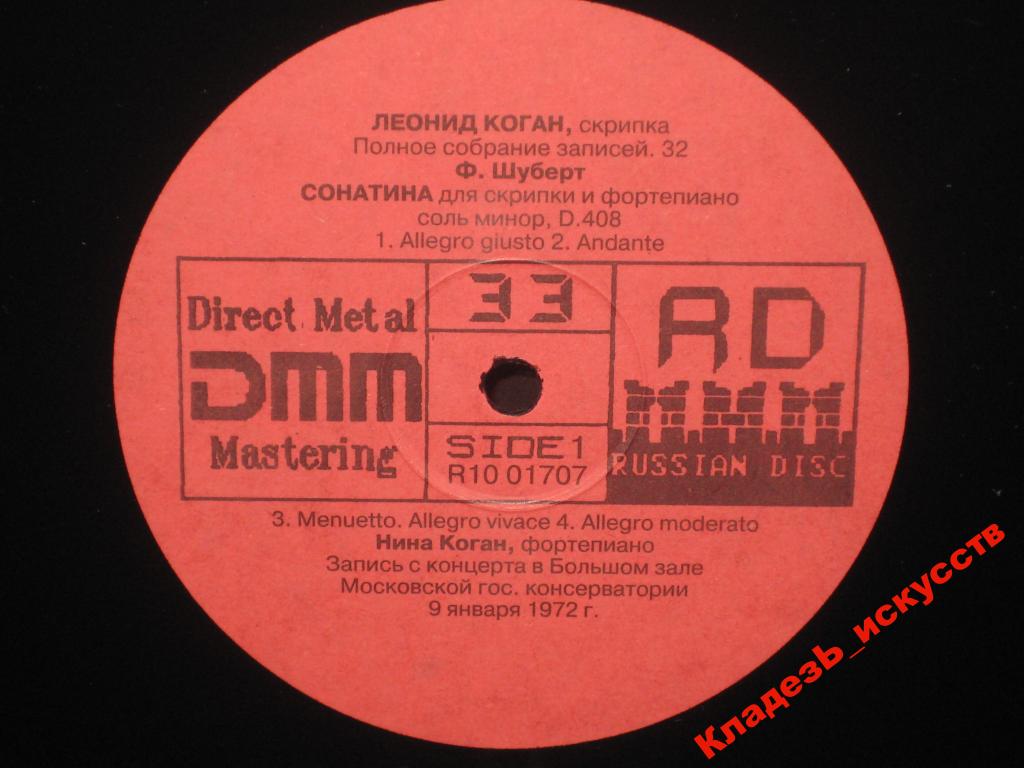 ЛЕОНИД КОГАН, скрипка
Полное собрание записей. 32
Ф. Шуберт
СОНАТИНА для скрипки и фортепиано
соль минор, D.408
1. Allegro giusto 2. Andante
Direct Metal
DMM
Mastering
33
SIDE 1
R10 01707
RD
RUSSIAN DISC
3. Menuetto. Allegro vivace 4. Allegro moderato
Нина Коган, фортепиано
Запись с концерта в Большом зале
Московской гос. консерватории
9 января 1972 г.
КладезЬ_искусств